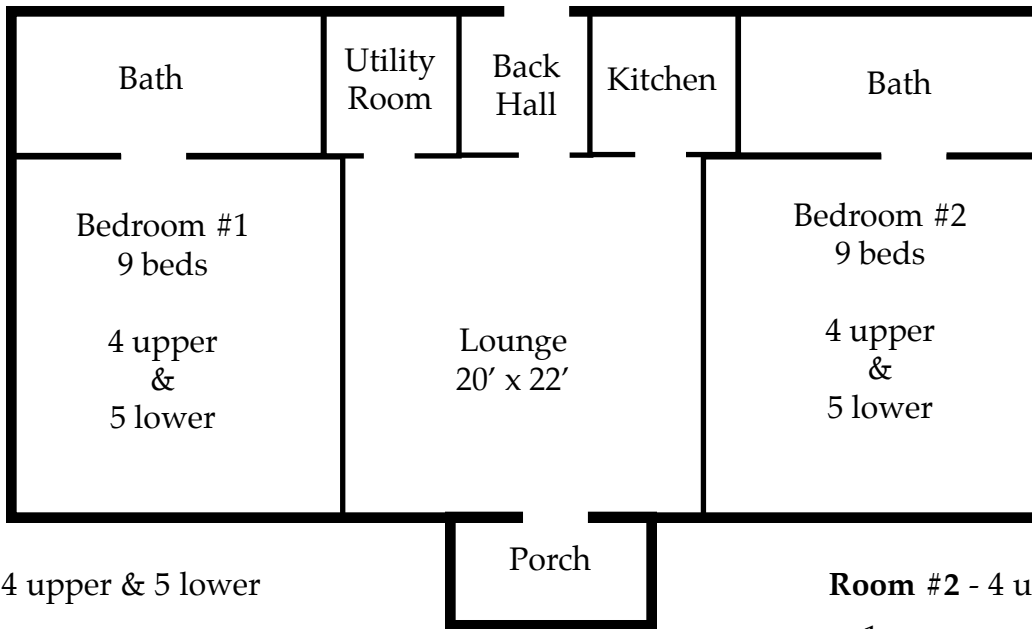 Bath
Utility
Room
Back
Hall
Kitchen
Bath
Bedroom #1
9 beds
4 upper
&
5 lower
Lounge
20′ x 22′
Bedroom #2
9 beds
4 upper
&
5 lower
Porch
4 upper & 5 lower
Room #2 - 4 u